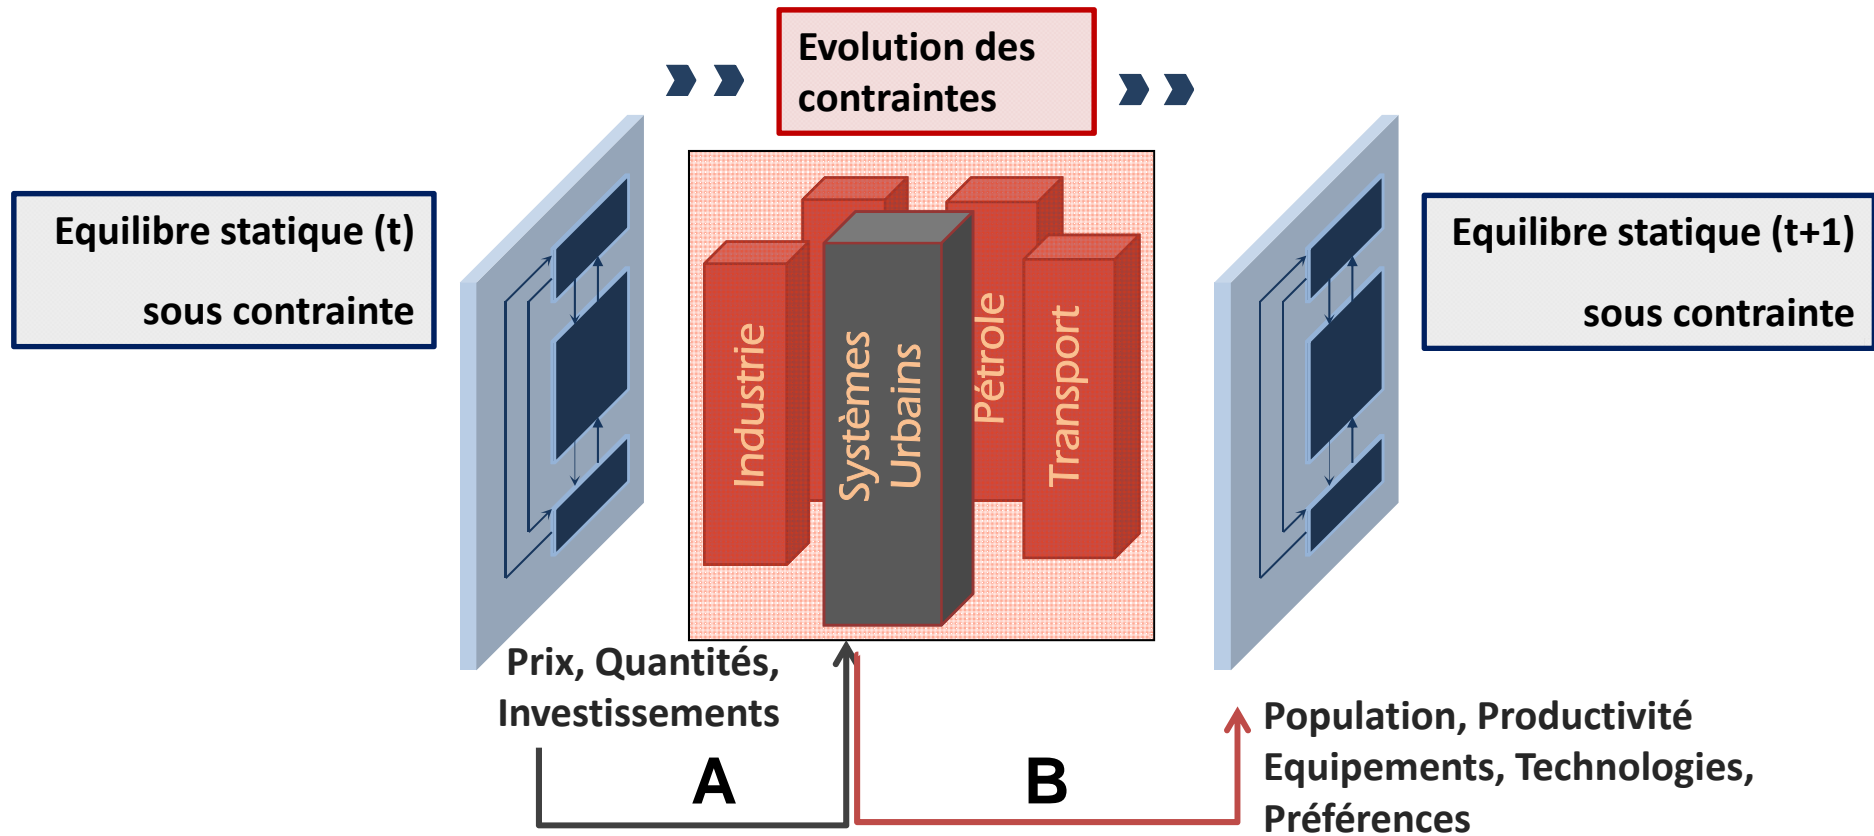 Evolution des
contraintes
Equilibre statique (t)
sous contrainte
Equilibre statique (t+1)
sous contrainte
Industrie
Systèmes
Urbains
Pétrole
Transport
Prix, Quantités,
Investissements
A
B
Population, Productivité
Equipements, Technologies,
Préférences